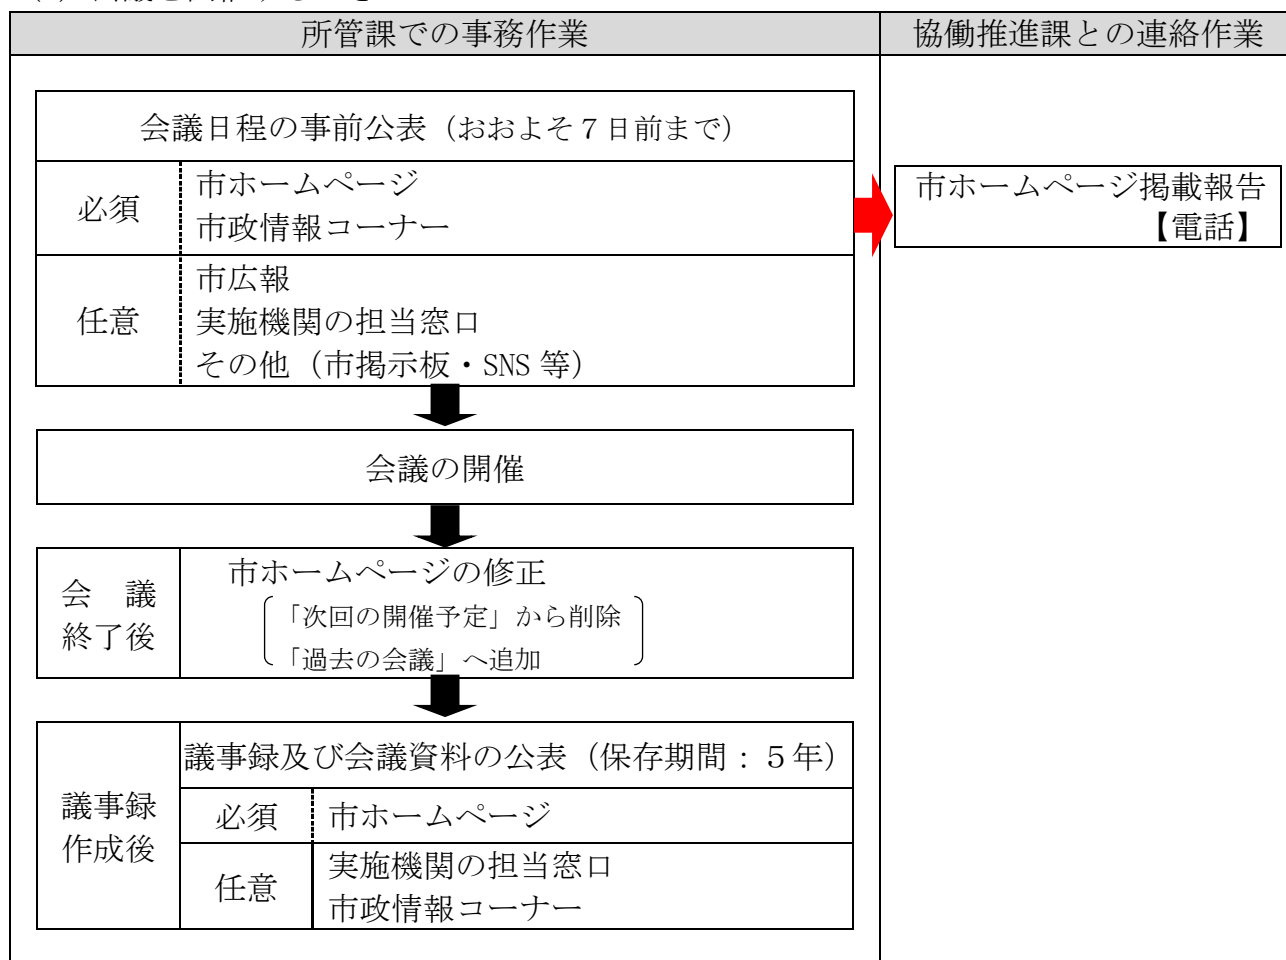 所管課での事務作業
協働推進課との連絡作業
会議日程の事前公表（おおよそ７日前まで）
必須
市ホームページ
市政情報コーナー
市ホームページ掲載報告
【電話】
任意
市広報
実施機関の担当窓口
その他（市掲示板・SNS 等）
会議の開催
会　議
終了後
市ホームページの修正
「次回の開催予定」から削除
「過去の会議」へ追加
議事録
作成後
議事録及び会議資料の公表（保存期間：５年）
必須
市ホームページ
任意
実施機関の担当窓口
市政情報コーナー